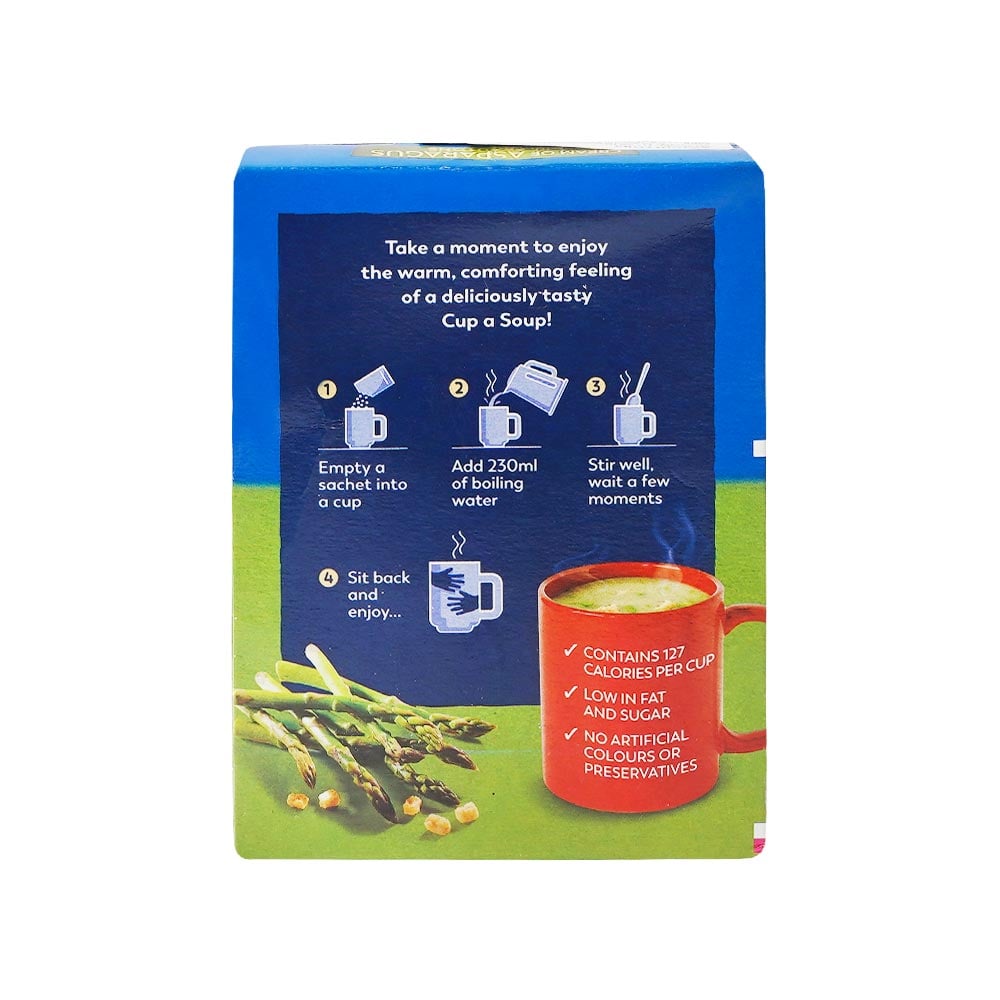 ASPARAGUS
Take a moment to enjoy
the warm, comforting feeling
of a deliciously tasty
Cup a Soup!
1
2
3
Empty a
sachet into
a cup
Add 230ml
of boiling
water
Stir well,
wait a few
moments
4 Sit back
and
enjoy...
✓ CONTAINS 127
CALORIES PER CUP
✓ LOW IN FAT
AND SUGAR
✓ NO ARTIFICIAL
COLOURS OR
PRESERVATIVES